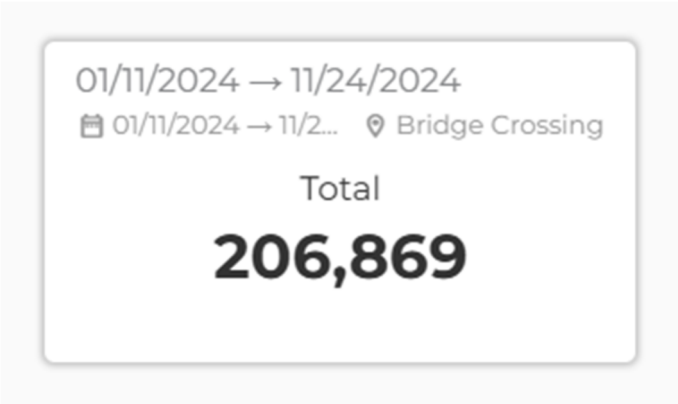 01/11/2024 → 11/24/2024
01/11/2024 → 11/2... Bridge Crossing
Total
206,869